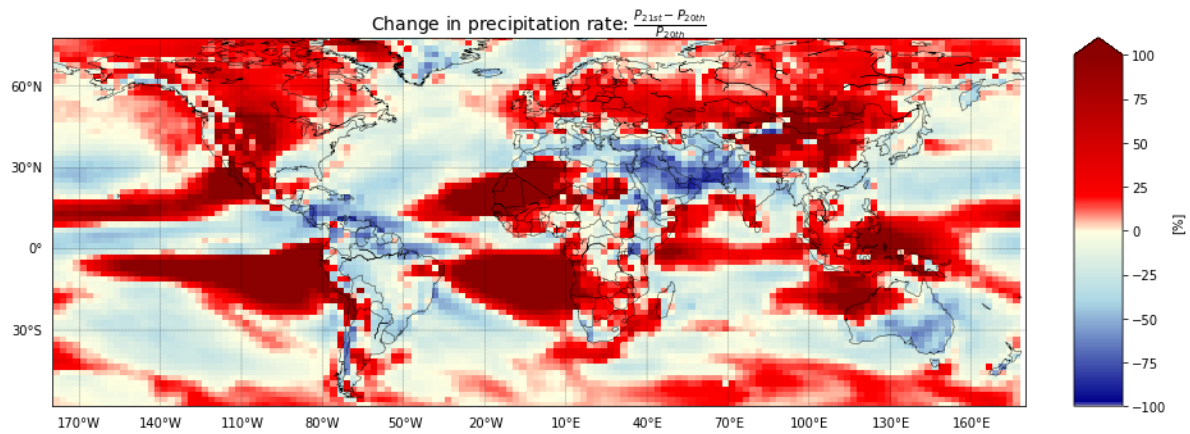 Change in precipitation rate: P21st − P20th / P20th
60°N
30°N
0°
30°S
170°W
140°W
110°W
80°W
50°W
20°W
10°E
40°E
70°E
100°E
130°E
160°E
100
75
50
25
0
−25
−50
−75
−100
[%]